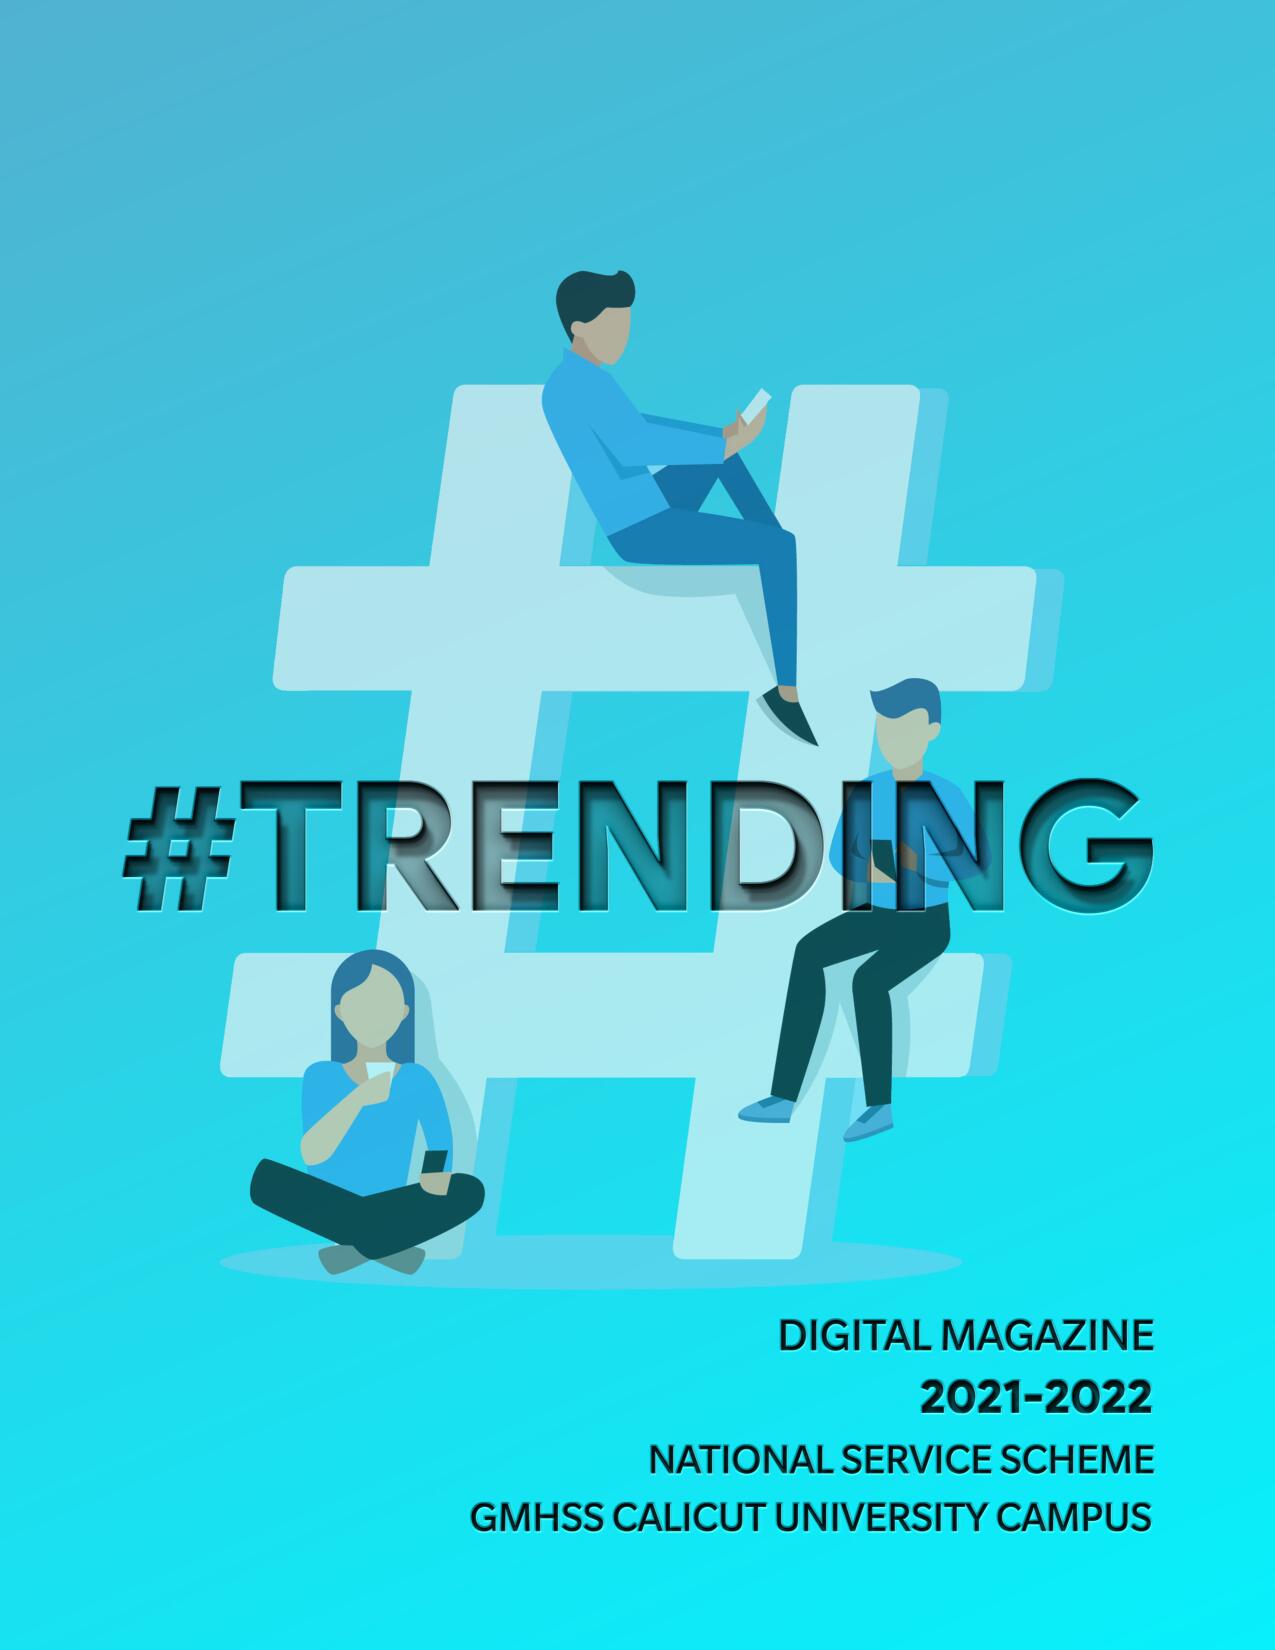 #TRENDING
DIGITAL MAGAZINE
2021-2022
NATIONAL SERVICE SCHEME
GMHSS CALICUT UNIVERSITY CAMPUS